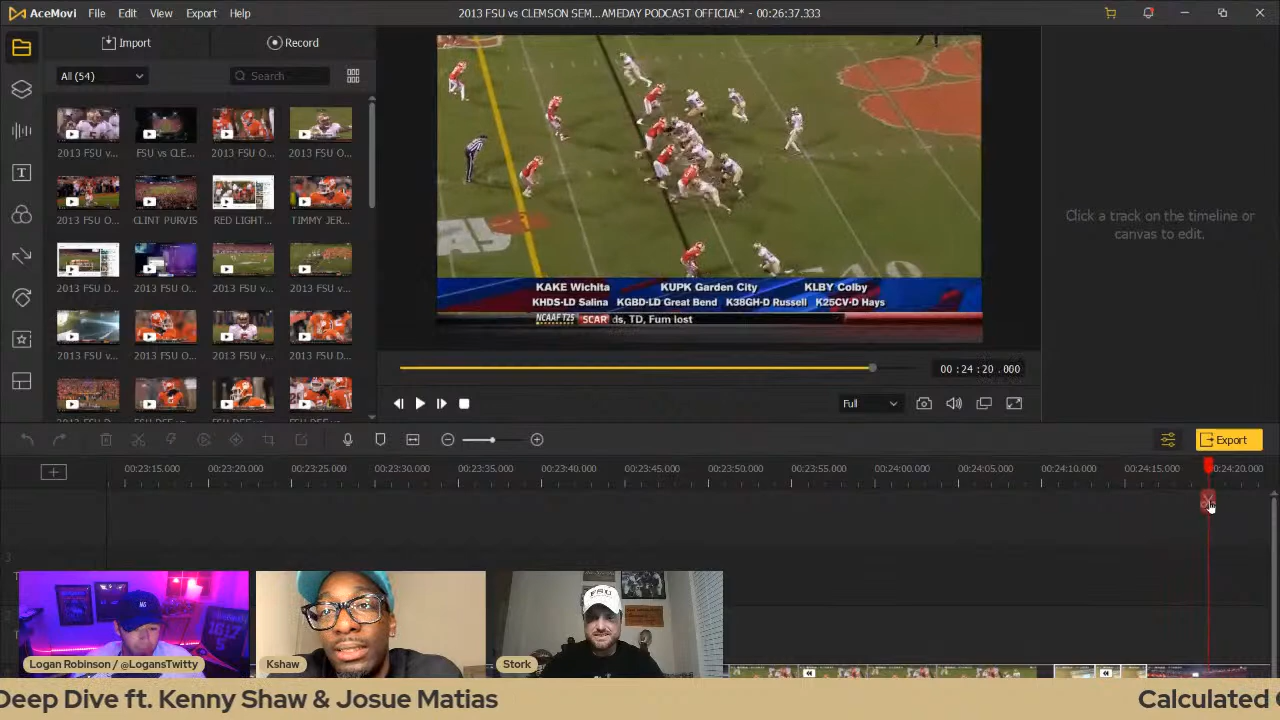 AceMovi File Edit View Export Help
2013 FSU vs CLEMSON SEM...AMEDAY PODCAST OFFICIAL* - 00:26:37.333
Import Record
All (54) Search
2013 FSU v... FSU vs CLE... 2013 FSU O... 2013 FSU O...
2013 FSU O... CLINT PURVIS RED LIGHT... TIMMY JER...
2013 FSU D... 2013 FSU O... 2013 FSU v... 2013 FSU v...
2013 FSU v... 2013 FSU O... 2013 FSU v... 2013 FSU D...
KAKE Wichita KUPK Garden City KLBY Colby
KHDS-LD Salina KGBD-LD Great Bend K38GH-D Russell K25CV-D Hays
NCAAF T25 SCAR ds, TD, Fum lost
Click a track on the timeline or
canvas to edit.
00 :24 :20 .000
Full
Export
00:23:15.000 00:23:20.000 00:23:25.000 00:23:30.000 00:23:35.000 00:23:40.000 00:23:45.000 00:23:50.000 00:23:55.000 00:24:00.000 00:24:05.000 00:24:10.000 00:24:15.000 00:24:20.000
3
2
Logan Robinson / @LogansTwitty Kshaw Stork
Deep Dive ft. Kenny Shaw & Josue Matias Calculated